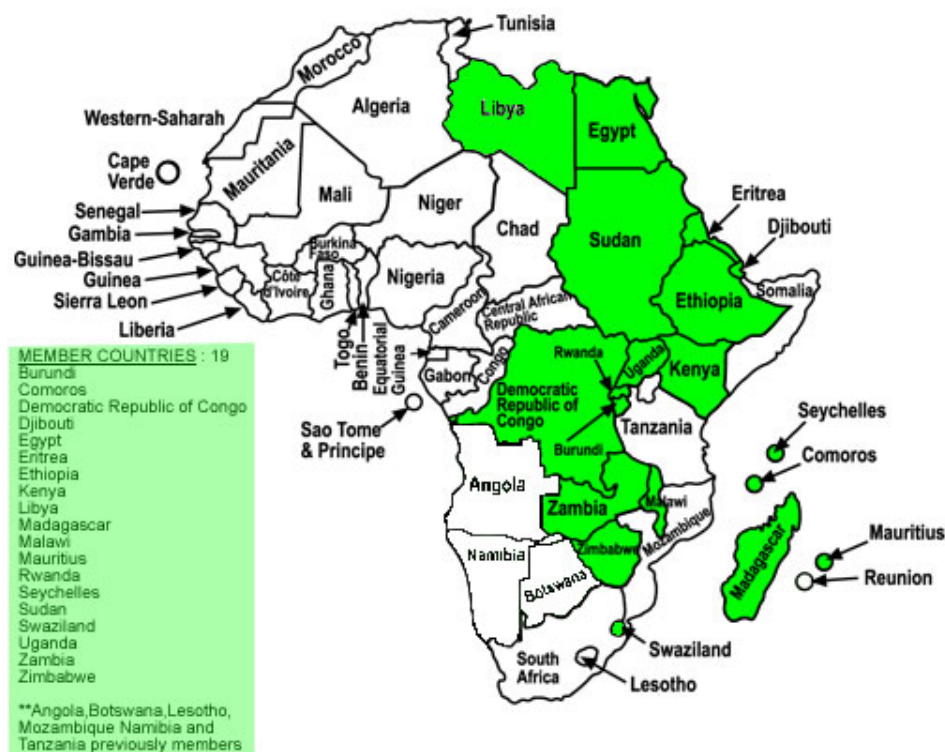 Tunisia
Morocco
Algeria
Libya
Egypt
Western-Saharah
Cape
Verde
Mauritania
Mali
Niger
Chad
Sudan
Eritrea
Djibouti
Senegal
Gambia
Guinea-Bissau
Guinea
Sierra Leon
Liberia
Burkina
Faso
Côte
d'Ivoire
Ghana
Togo
Benin
Nigeria
Cameroon
Central African
Republic
Ethiopia
Somalia
Equatorial
Guinea
Gabon
Congo
Democratic
Republic of
Congo
Rwanda
Uganda
Kenya
Burundi
Tanzania
Sao Tome
& Principe
Seychelles
Comoros
Angola
Zambia
Malawi
Mozambique
Zimbabwe
Madagascar
Mauritius
Reunion
Namibia
Botswana
Swaziland
South
Africa
Lesotho
MEMBER COUNTRIES : 19
Burundi
Comoros
Democratic Republic of Congo
Djibouti
Egypt
Eritrea
Ethiopia
Kenya
Libya
Madagascar
Malawi
Mauritius
Rwanda
Seychelles
Sudan
Swaziland
Uganda
Zambia
Zimbabwe
**Angola,Botswana,Lesotho,
Mozambique Namibia and
Tanzania previously members